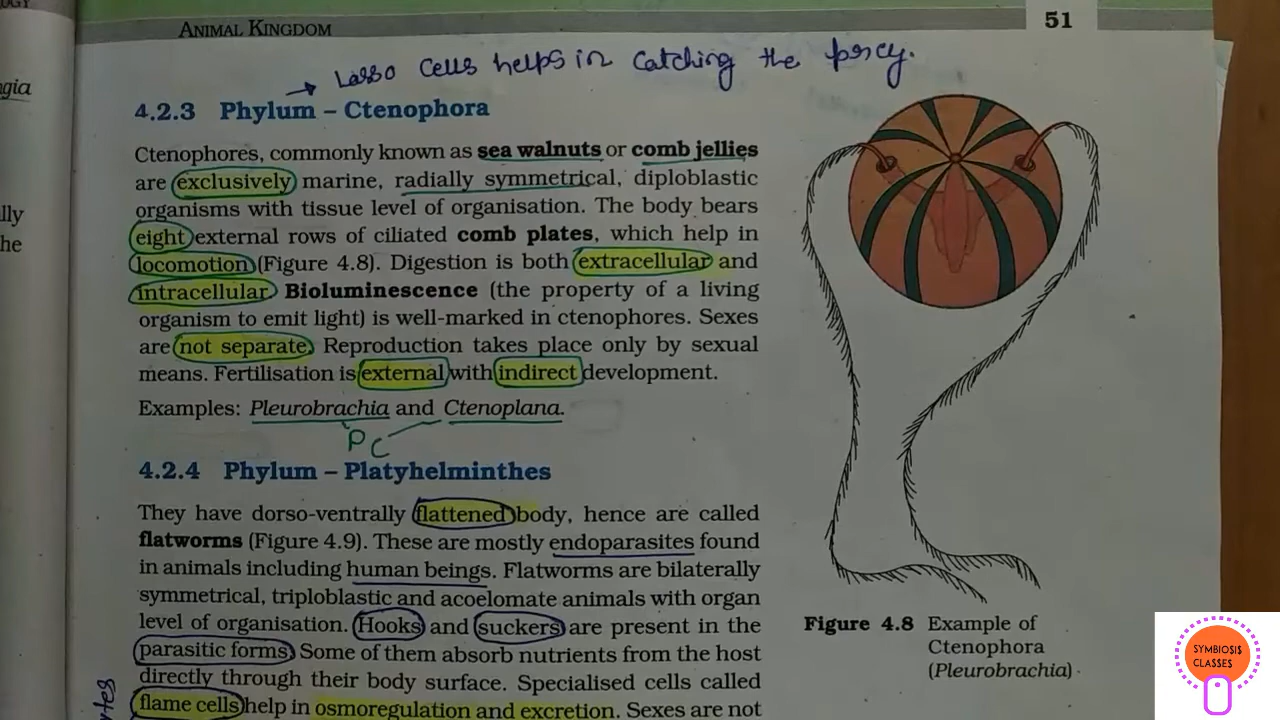 OGY
ANIMAL KINGDOM
51
ngia
lly
he
→ Lasso Cells helps in Catching the prey.
4.2.3 Phylum – Ctenophora
Ctenophores, commonly known as sea walnuts or comb jellies
are exclusively marine, radially symmetrical, diploblastic
organisms with tissue level of organisation. The body bears
eight external rows of ciliated comb plates, which help in
locomotion (Figure 4.8). Digestion is both extracellular and
intracellular. Bioluminescence (the property of a living
organism to emit light) is well-marked in ctenophores. Sexes
are not separate. Reproduction takes place only by sexual
means. Fertilisation is external with indirect development.
Examples: Pleurobrachia and Ctenoplana.
PC
4.2.4 Phylum – Platyhelminthes
They have dorso-ventrally flattened body, hence are called
flatworms (Figure 4.9). These are mostly endoparasites found
in animals including human beings. Flatworms are bilaterally
symmetrical, triploblastic and acoelomate animals with organ
level of organisation. Hooks and suckers are present in the
parasitic forms. Some of them absorb nutrients from the host
directly through their body surface. Specialised cells called
flame cells help in osmoregulation and excretion. Sexes are not
Figure 4.8 Example of
Ctenophora
(Pleurobrachia)
SYMBIOSIS
CLASSES